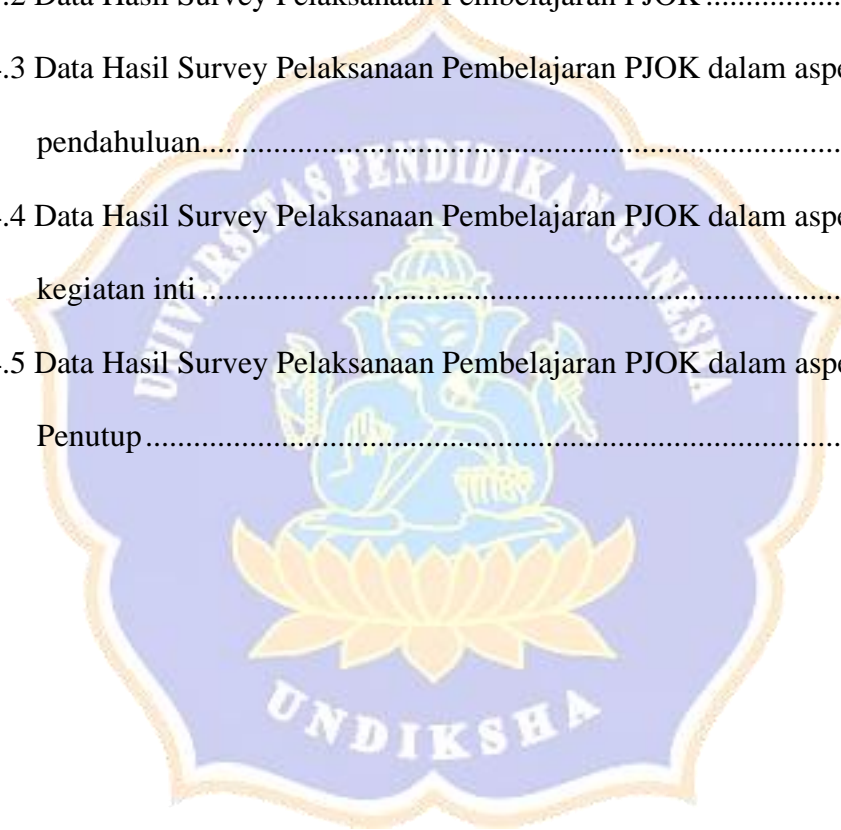 .2 Data Hasil Survey Pelaksanaan Pembelajaran PJOK
.3 Data Hasil Survey Pelaksanaan Pembelajaran PJOK dalam aspe
pendahuluan
.4 Data Hasil Survey Pelaksanaan Pembelajaran PJOK dalam aspe
kegiatan inti
.5 Data Hasil Survey Pelaksanaan Pembelajaran PJOK dalam aspe
Penutup
UNIVERSITAS PENDIDIKAN GANESHA
UNDIKSHA